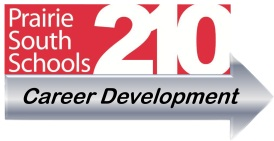 Prairie
South
Schools
210
Career Development